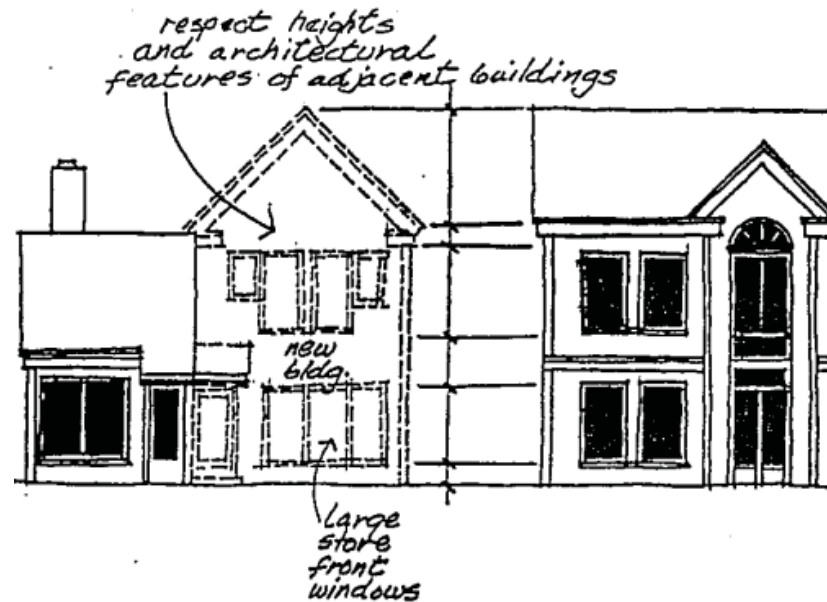 respect heights
and architectural
features of adjacent buildings
new
bldg.
large
store
front
windows